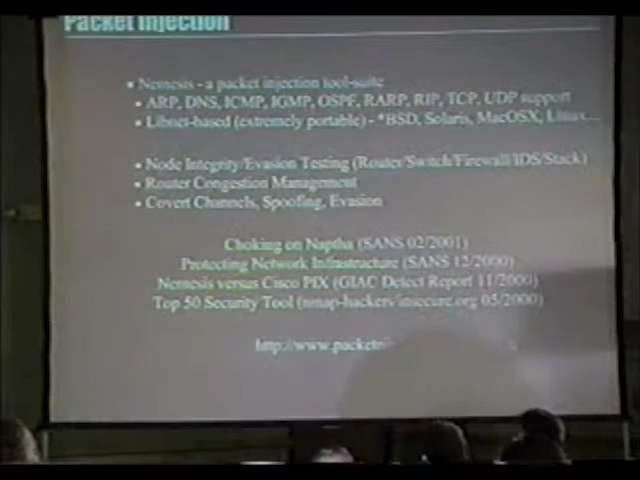 Packet Injection
• Nemesis - a packet injection tool-suite
• ARP, DNS, ICMP, IGMP, OSPF, RARP, RIP, TCP, UDP support
• Libnet-based (extremely portable) - *BSD, Solaris, MacOSX, Linux...
• Node Integrity/Evasion Testing (Router/Switch/Firewall/IDS/Stack)
• Router Congestion Management
• Covert Channels, Spoofing, Evasion
Choking on Naptha (SANS 02/2001)
Protecting Network Infrastructure (SANS 12/2000)
Nemesis versus Cisco PIX (GIAC Detect Report 11/2000)
Top 50 Security Tool (nmap-hackers/insecure.org 05/2000)